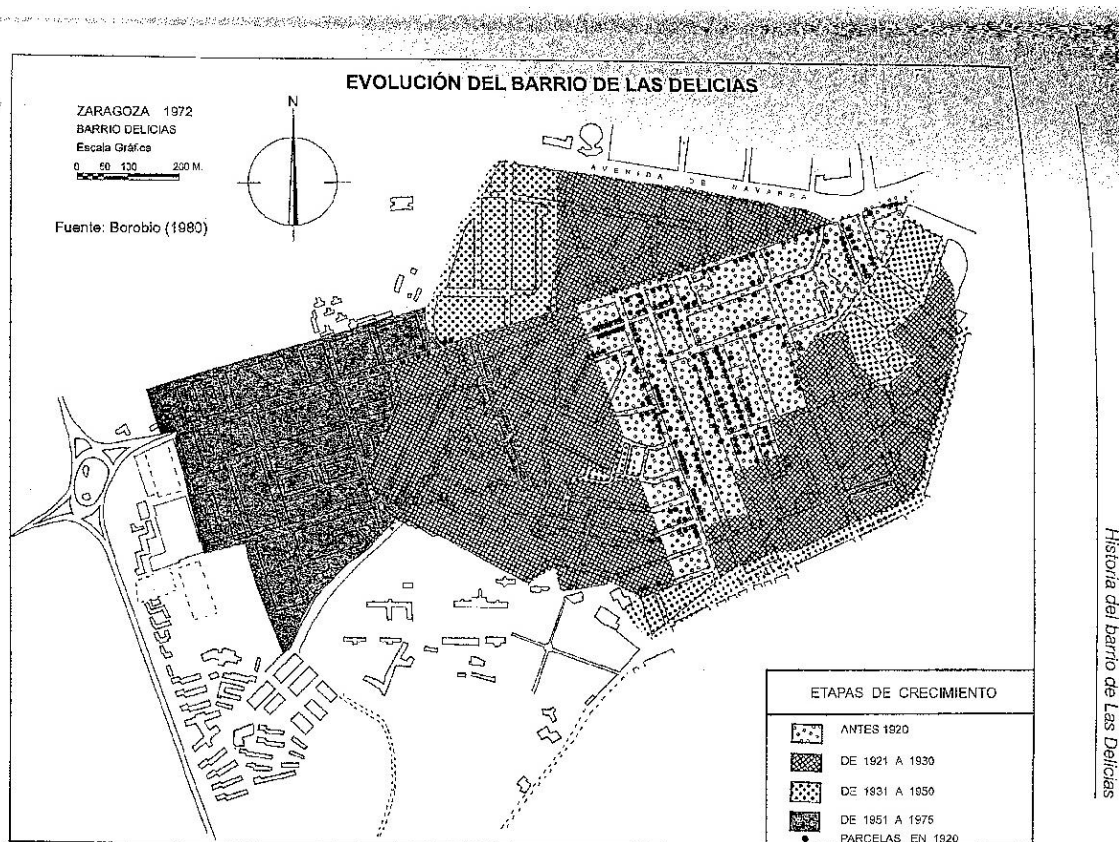 EVOLUCIÓN DEL BARRIO DE LAS DELICIAS
ZARAGOZA 1972
BARRIO DELICIAS
Escala Gráfica
0 50 100 200 M.
N
Fuente: Borobio (1980)
AVENIDA DE NAVARRA
ETAPAS DE CRECIMIENTO
ANTES 1920
DE 1921 A 1930
DE 1931 A 1950
DE 1951 A 1975
PARCELAS EN 1920
Historia del barrio de Las Delicias